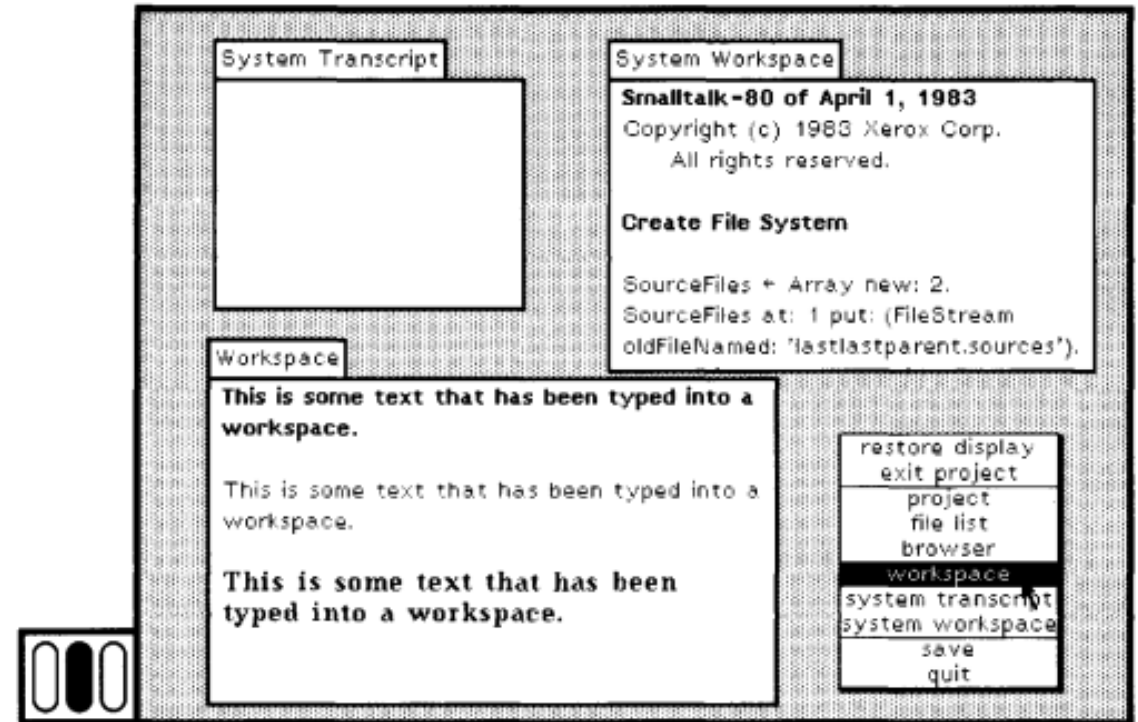 System Transcript
System Workspace
Smalltalk-80 of April 1, 1983
Copyright (c) 1983 Xerox Corp.
All rights reserved.
Create File System
SourceFiles ← Array new: 2.
SourceFiles at: 1 put: (FileStream
oldFileNamed: 'lastlastparent.sources').
Workspace
This is some text that has been typed into a
workspace.
This is some text that has been typed into a
workspace.
This is some text that has been
typed into a workspace.
restore display
exit project
project
file list
browser
workspace
system transcript
system workspace
save
quit